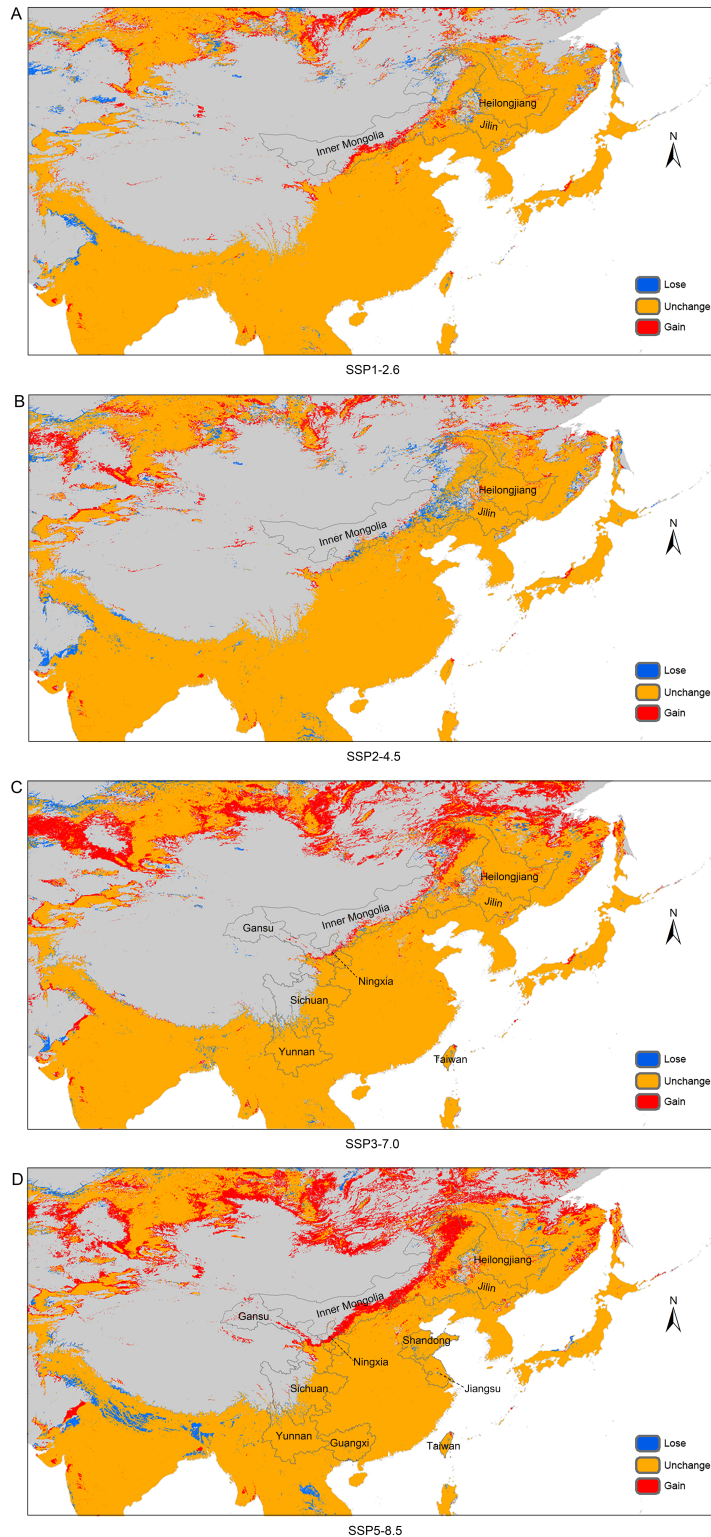 A
Heilongjiang
Jilin
Inner Mongolia
N
Lose
Unchange
Gain
SSP1-2.6
B
Heilongjiang
Jilin
Inner Mongolia
N
Lose
Unchange
Gain
SSP2-4.5
C
Heilongjiang
Jilin
Inner Mongolia
Gansu
Ningxia
Sichuan
Yunnan
Taiwan
N
Lose
Unchange
Gain
SSP3-7.0
D
Heilongjiang
Jilin
Inner Mongolia
Gansu
Shandong
Ningxia
Sichuan
Jiangsu
Yunnan
Guangxi
Taiwan
N
Lose
Unchange
Gain
SSP5-8.5